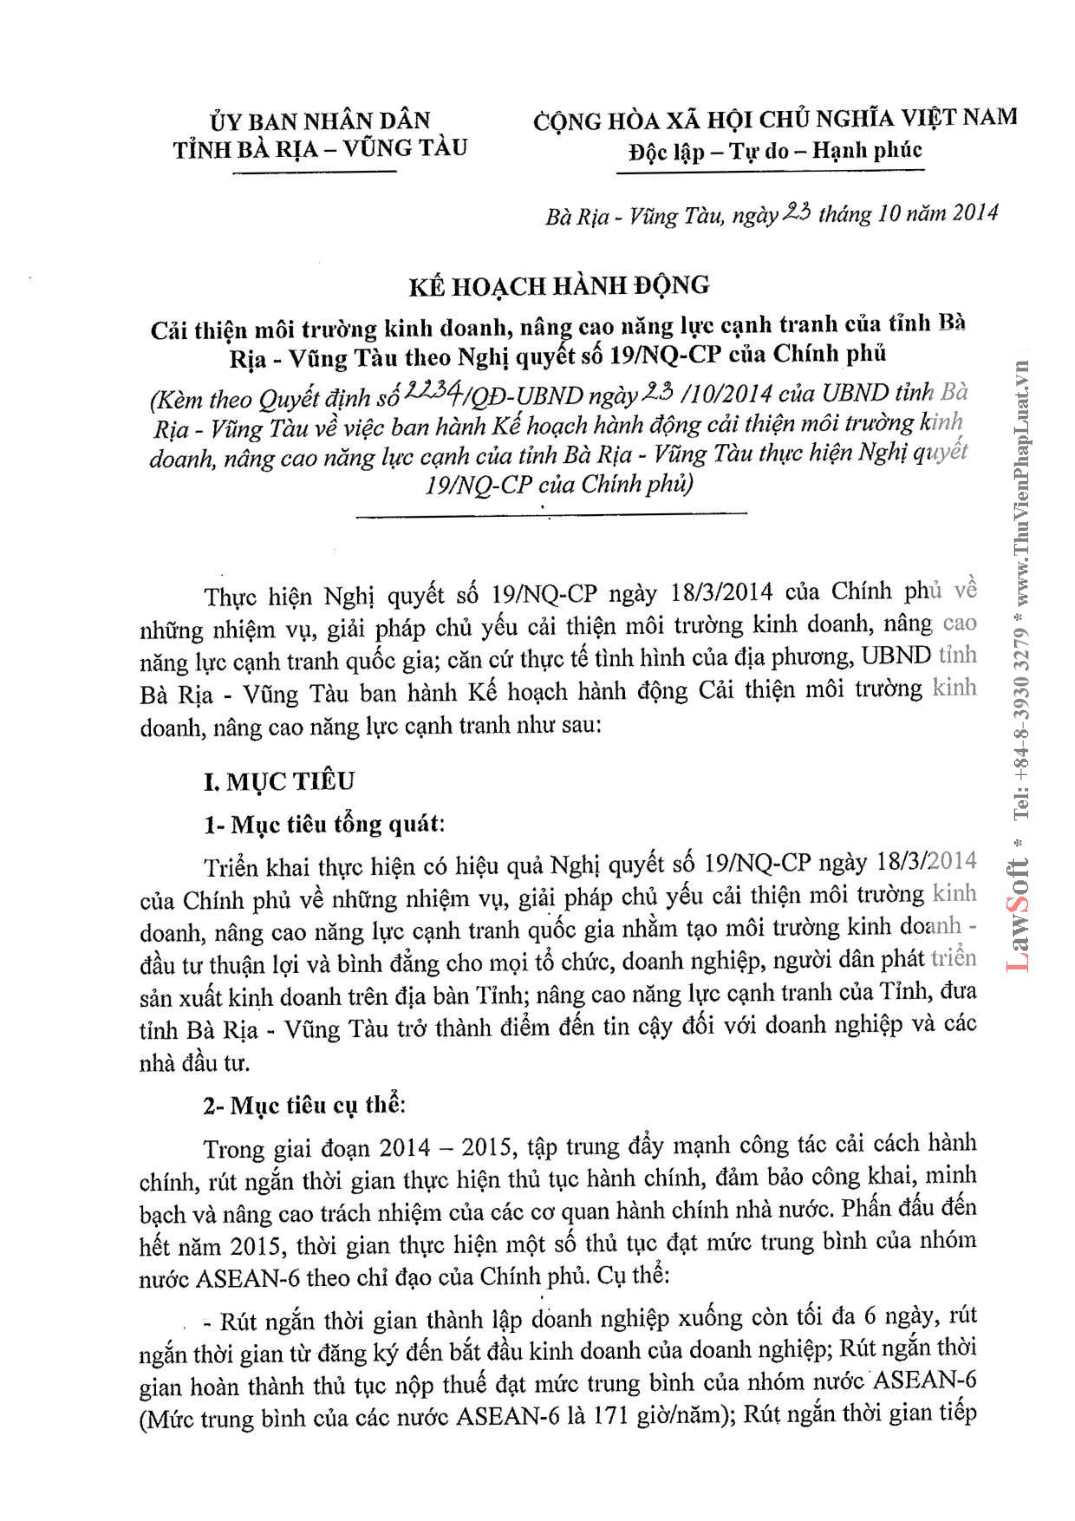 ỦY BAN NHÂN DÂN
TỈNH BÀ RỊA – VŨNG TÀU
CỘNG HÒA XÃ HỘI CHỦ NGHĨA VIỆT NAM
Độc lập – Tự do – Hạnh phúc
Bà Rịa - Vũng Tàu, ngày 23 tháng 10 năm 2014
KẾ HOẠCH HÀNH ĐỘNG
Cải thiện môi trường kinh doanh, nâng cao năng lực cạnh tranh của tỉnh Bà
Rịa - Vũng Tàu theo Nghị quyết số 19/NQ-CP của Chính phủ
(Kèm theo Quyết định số 2234/QĐ-UBND ngày 23 /10/2014 của UBND tỉnh Bà
Rịa - Vũng Tàu về việc ban hành Kế hoạch hành động cải thiện môi trường kinh
doanh, nâng cao năng lực cạnh của tỉnh Bà Rịa - Vũng Tàu thực hiện Nghị quyết
19/NQ-CP của Chính phủ)
Thực hiện Nghị quyết số 19/NQ-CP ngày 18/3/2014 của Chính phủ về
những nhiệm vụ, giải pháp chủ yếu cải thiện môi trường kinh doanh, nâng cao
năng lực cạnh tranh quốc gia; căn cứ thực tế tình hình của địa phương, UBND tỉnh
Bà Rịa - Vũng Tàu ban hành Kế hoạch hành động Cải thiện môi trường kinh
doanh, nâng cao năng lực cạnh tranh như sau:
I. MỤC TIÊU
1- Mục tiêu tổng quát:
Triển khai thực hiện có hiệu quả Nghị quyết số 19/NQ-CP ngày 18/3/2014
của Chính phủ về những nhiệm vụ, giải pháp chủ yếu cải thiện môi trường kinh
doanh, nâng cao năng lực cạnh tranh quốc gia nhằm tạo môi trường kinh doanh -
đầu tư thuận lợi và bình đẳng cho mọi tổ chức, doanh nghiệp, người dân phát triển
sản xuất kinh doanh trên địa bàn Tỉnh; nâng cao năng lực cạnh tranh của Tỉnh, đưa
tỉnh Bà Rịa - Vũng Tàu trở thành điểm đến tin cậy đối với doanh nghiệp và các
nhà đầu tư.
2- Mục tiêu cụ thể:
Trong giai đoạn 2014 – 2015, tập trung đẩy mạnh công tác cải cách hành
chính, rút ngắn thời gian thực hiện thủ tục hành chính, đảm bảo công khai, minh
bạch và nâng cao trách nhiệm của các cơ quan hành chính nhà nước. Phấn đấu đến
hết năm 2015, thời gian thực hiện một số thủ tục đạt mức trung bình của nhóm
nước ASEAN-6 theo chỉ đạo của Chính phủ. Cụ thể:
- Rút ngắn thời gian thành lập doanh nghiệp xuống còn tối đa 6 ngày, rút
ngắn thời gian từ đăng ký đến bắt đầu kinh doanh của doanh nghiệp; Rút ngắn thời
gian hoàn thành thủ tục nộp thuế đạt mức trung bình của nhóm nước ASEAN-6
(Mức trung bình của các nước ASEAN-6 là 171 giờ/năm); Rút ngắn thời gian tiếp
LawSoft * Tel: +84-8-3930 3279 * www.ThuVienPhapLuat.vn